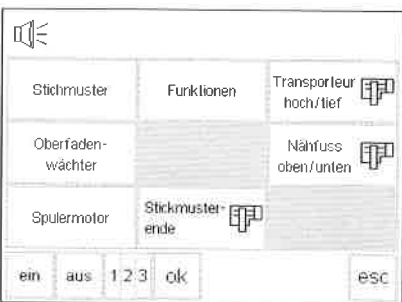 Stichmuster
Funktionen
Transporteur
hoch/tief
Oberfaden-
wächter
Nähfuss
oben/unten
Spulermotor
Stickmuster-
ende
ein aus 1 2 3 ok esc